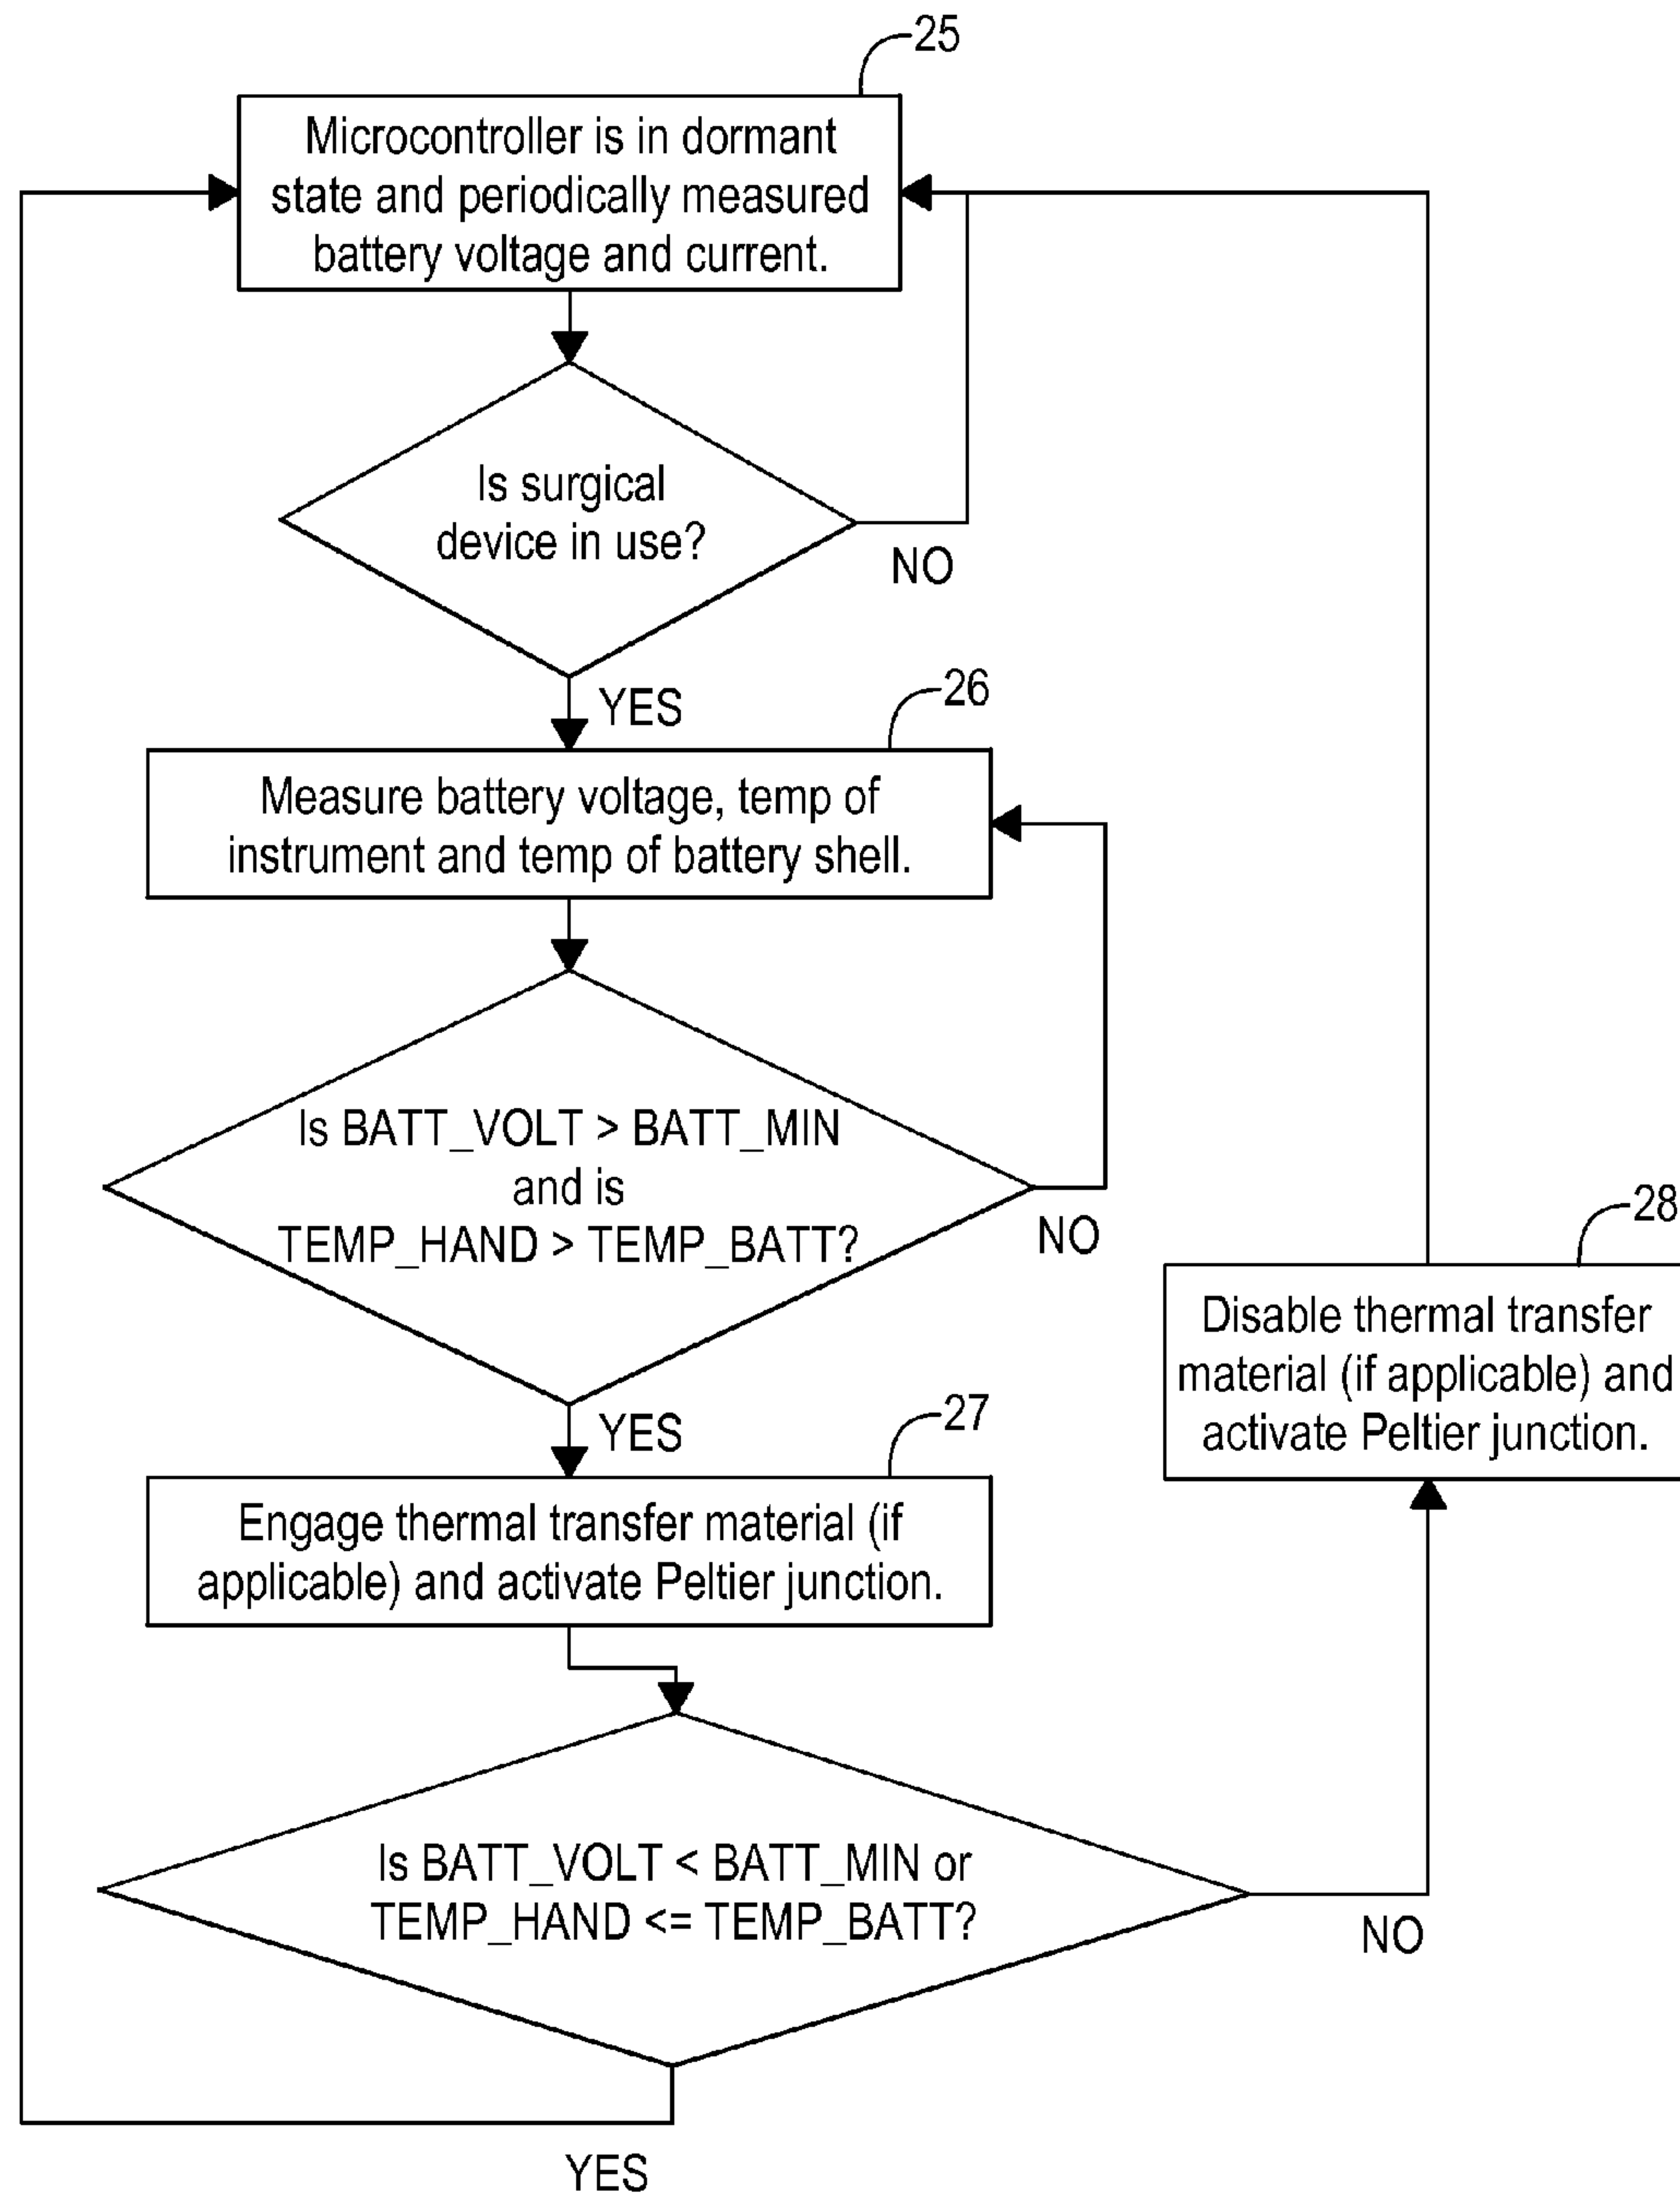 25
Microcontroller is in dormant
state and periodically measured
battery voltage and current.
Is surgical
device in use?
NO
YES
26
Measure battery voltage, temp of
instrument and temp of battery shell.
Is BATT_VOLT > BATT_MIN
and is
TEMP_HAND > TEMP_BATT?
NO
YES
27
Engage thermal transfer material (if
applicable) and activate Peltier junction.
28
Disable thermal transfer
material (if applicable) and
activate Peltier junction.
Is BATT_VOLT < BATT_MIN or
TEMP_HAND <= TEMP_BATT?
NO
YES